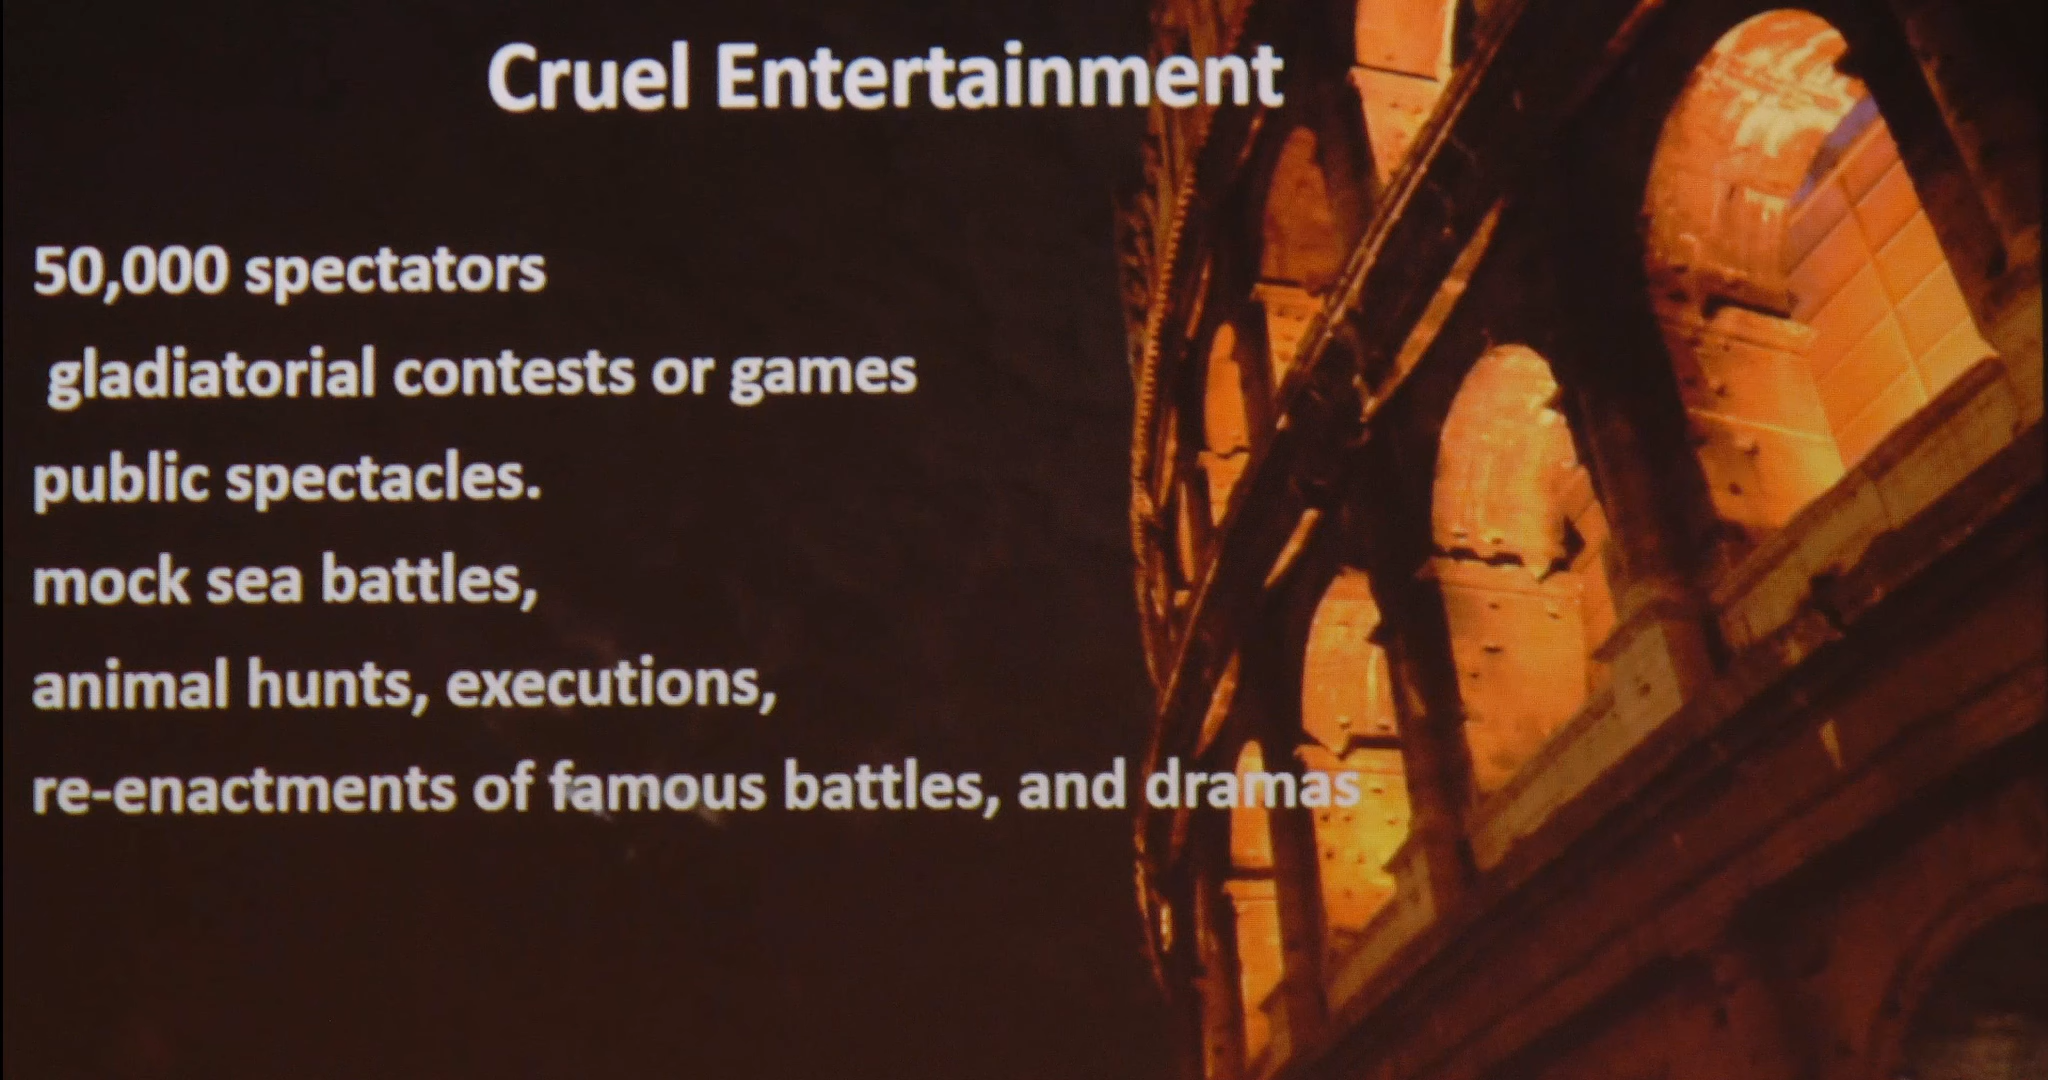 Cruel Entertainment
50,000 spectators
gladiatorial contests or games
public spectacles.
mock sea battles,
animal hunts, executions,
re-enactments of famous battles, and dramas